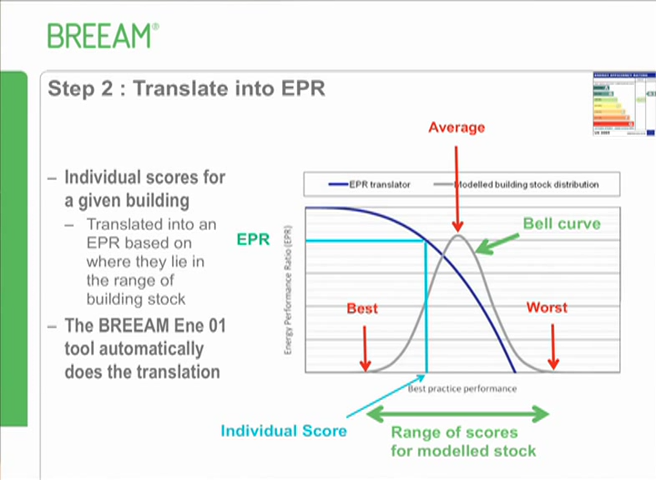 BREEAM®
Step 2 : Translate into EPR
ENERGY EFFICIENCY RATING
Average
– Individual scores for
a given building
– Translated into an
EPR based on
where they lie in
the range of
building stock
– The BREEAM Ene 01
tool automatically
does the translation
EPR translator
Modelled building stock distribution
Bell curve
EPR
Energy Performance Ratio (EPR)
Best
Worst
Best practice performance
Individual Score
Range of scores
for modelled stock